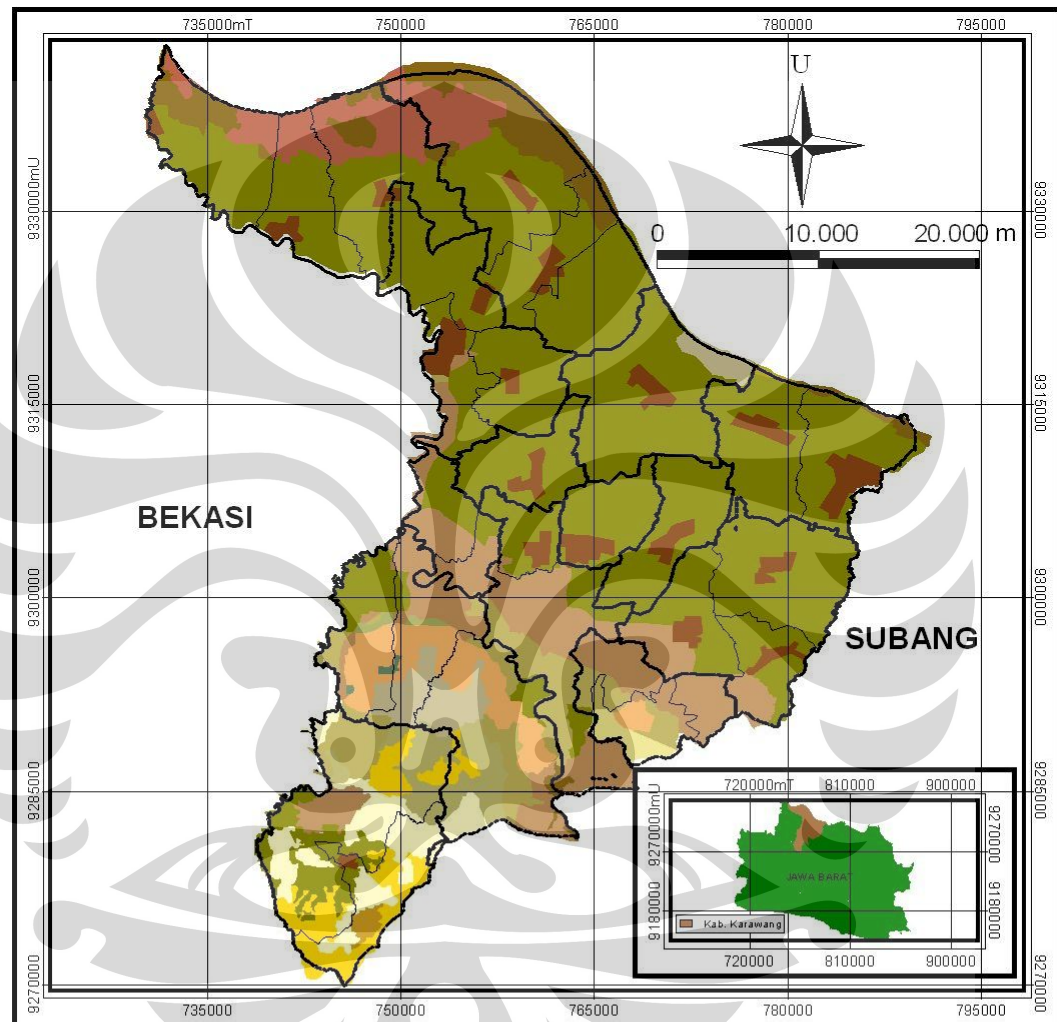 735000mT 750000 765000 780000 795000
U
9330000mU 9330000
0 10.000 20.000 m
9315000 9315000
BEKASI
9300000 9300000
SUBANG
9285000 9285000
720000mT 810000 900000
9270000mU 9270000
JAWA BARAT
9180000 9180000
Kab. Karawang
720000 810000 900000
9270000 9270000
735000 750000 765000 780000 795000